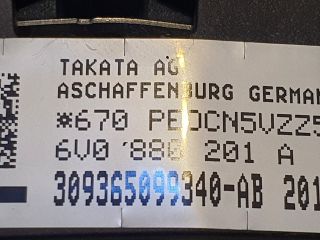 TAKATA AG
ASCHAFFENBURG GERMAN
*670 PEDCN5VZZ5
6V0 880 201 A
309365099340-AB 201